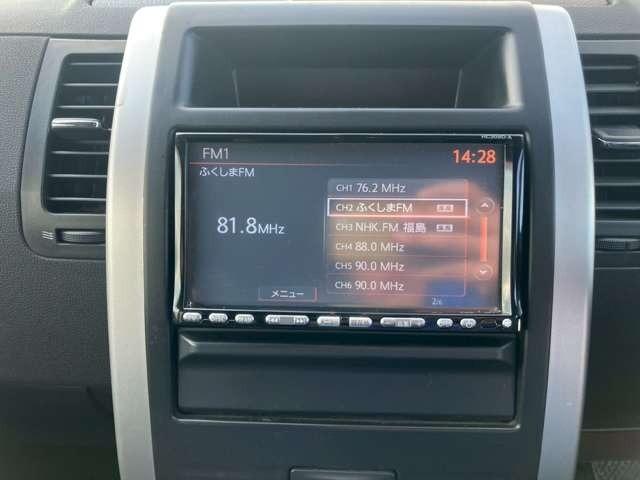 FM1
14:28
ふくしまFM
81.8MHz
CH1 76.2 MHz
CH2 ふくしまFM
CH3 NHK.FM 福島
CH4 88.0 MHz
CH5 90.0 MHz
CH6 90.0 MHz
メニュー
2/6